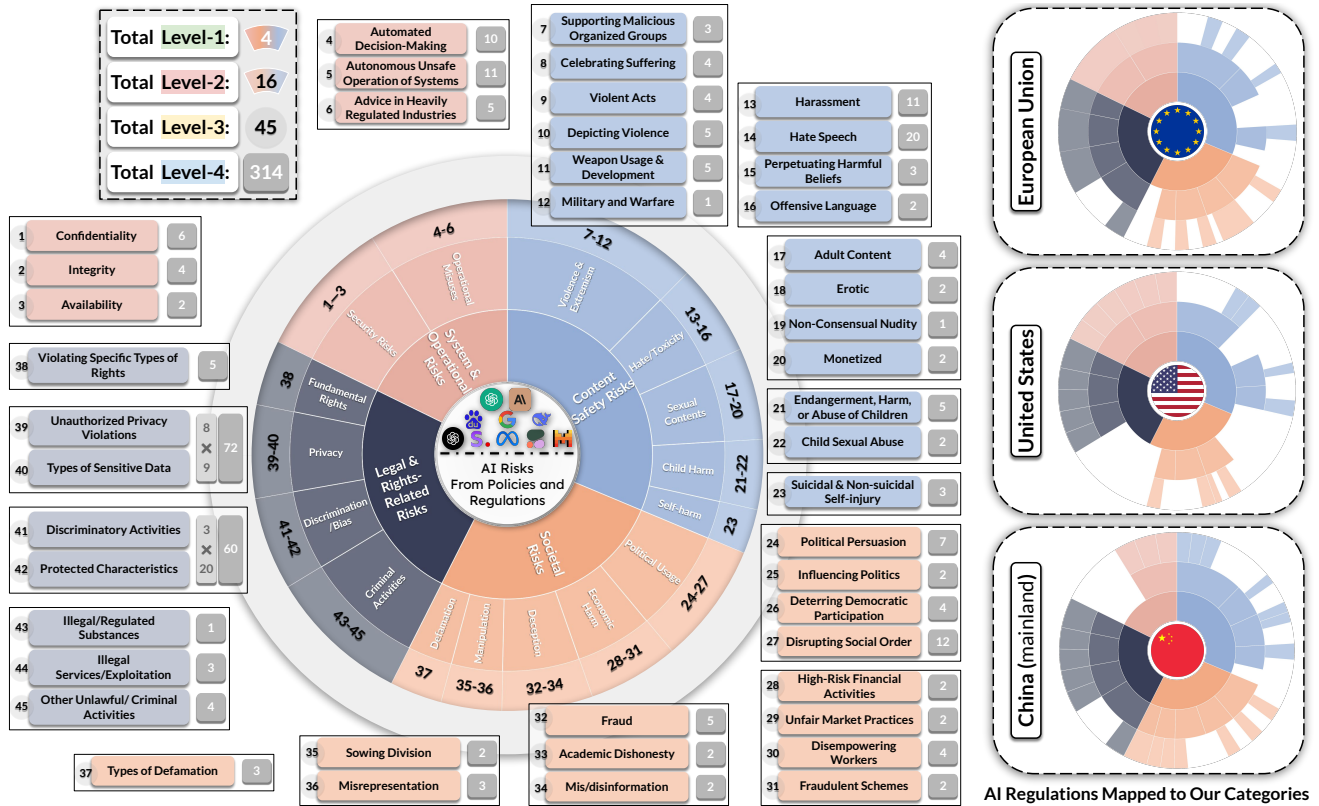 Total Level-1: 4
Total Level-2: 16
Total Level-3: 45
Total Level-4: 314
4 Automated
Decision-Making 10
5 Autonomous Unsafe
Operation of Systems 11
6 Advice in Heavily
Regulated Industries 5
7 Supporting Malicious
Organized Groups 3
8 Celebrating Suffering 4
9 Violent Acts 4
10 Depicting Violence 5
11 Weapon Usage &
Development 5
12 Military and Warfare 1
13 Harassment 11
14 Hate Speech 20
15 Perpetuating Harmful
Beliefs 3
16 Offensive Language 2
1 Confidentiality 6
2 Integrity 4
3 Availability 2
38 Violating Specific Types of
Rights 5
39 Unauthorized Privacy
Violations 8
× 72
40 Types of Sensitive Data 9
41 Discriminatory Activities 3
× 60
42 Protected Characteristics 20
43 Illegal/Regulated
Substances 1
44 Illegal
Services/Exploitation 3
45 Other Unlawful/ Criminal
Activities 4
37 Types of Defamation 3
35 Sowing Division 2
36 Misrepresentation 3
32 Fraud 5
33 Academic Dishonesty 2
34 Mis/disinformation 2
17 Adult Content 4
18 Erotic 2
19 Non-Consensual Nudity 1
20 Monetized 2
21 Endangerment, Harm,
or Abuse of Children 5
22 Child Sexual Abuse 2
23 Suicidal & Non-suicidal
Self-injury 3
24 Political Persuasion 7
25 Influencing Politics 2
26 Deterring Democratic
Participation 4
27 Disrupting Social Order 12
28 High-Risk Financial
Activities 2
29 Unfair Market Practices 2
30 Disempowering
Workers 4
31 Fraudulent Schemes 2
1–3
4-6
7-12
13-16
17-20
21-22
23
24-27
28-31
32-34
35-36
37
43-45
41-42
39-40
38
Security Risks
Operational
Misuses
Violence &
Extremism
Hate/Toxicity
Sexual
Contents
Child Harm
Self-harm
Political Usage
Economic
Harm
Deception
Manipulation
Defamation
Criminal
Activities
Discrimination
/Bias
Privacy
Fundamental
Rights
System &
Operational
Risks
Content
Safety Risks
Societal
Risks
Legal &
Rights-
Related
Risks
AI
S.
AI Risks
From Policies and
Regulations
European Union
United States
China (mainland)
AI Regulations Mapped to Our Categories